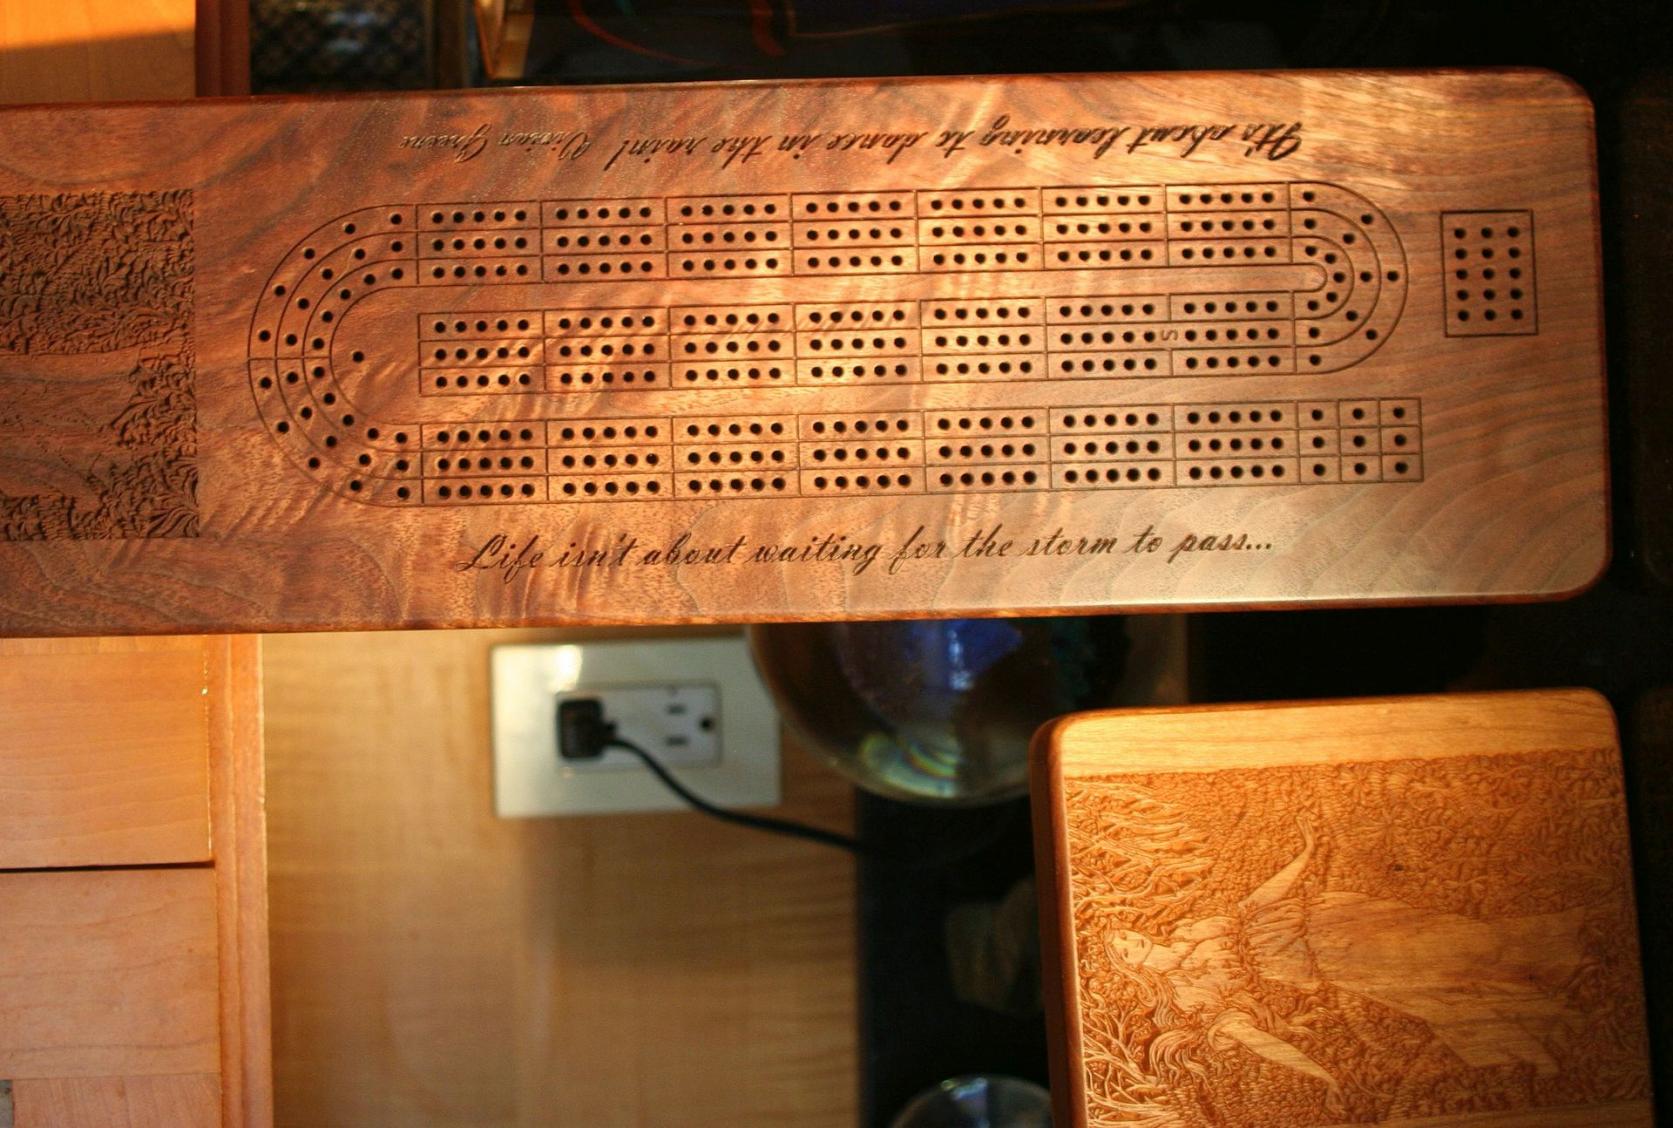 Life isn't about waiting for the storm to pass...
It's about learning to dance in the rain! Vivian Greene
S